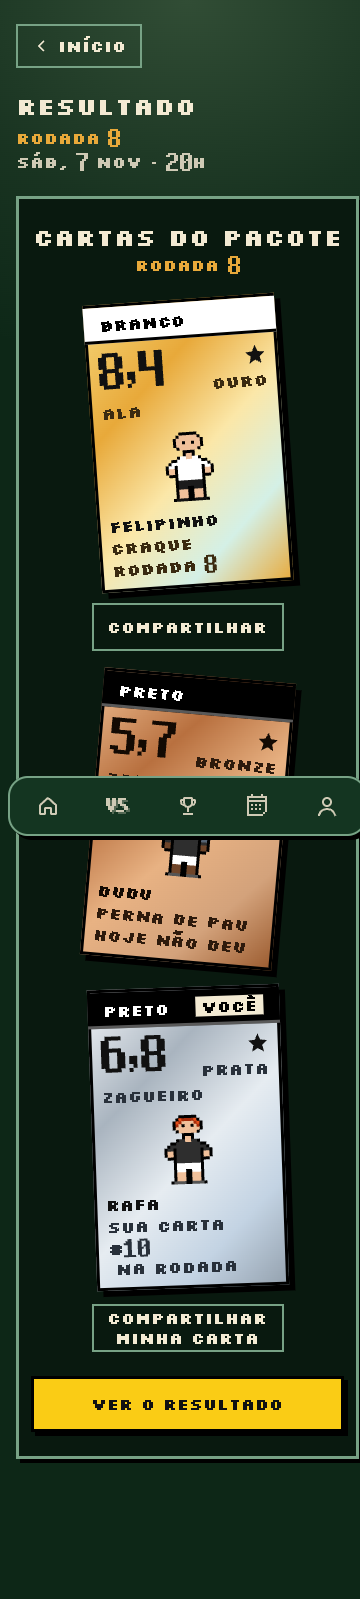 INÍCIO
RESULTADO
RODADA 8
SÁB, 7 NOV · 20H
CARTAS DO PACOTE
RODADA 8
BRANCO
8,4
OURO
ALA
FELIPINHO
CRAQUE
RODADA 8
COMPARTILHAR
PRETO
5,7
BRONZE
VS
DUDU
PERNA DE PAU
HOJE NÃO DEU
PRETO
VOCÊ
6,8
PRATA
ZAGUEIRO
RAFA
SUA CARTA
#10
NA RODADA
COMPARTILHAR
MINHA CARTA
VER O RESULTADO